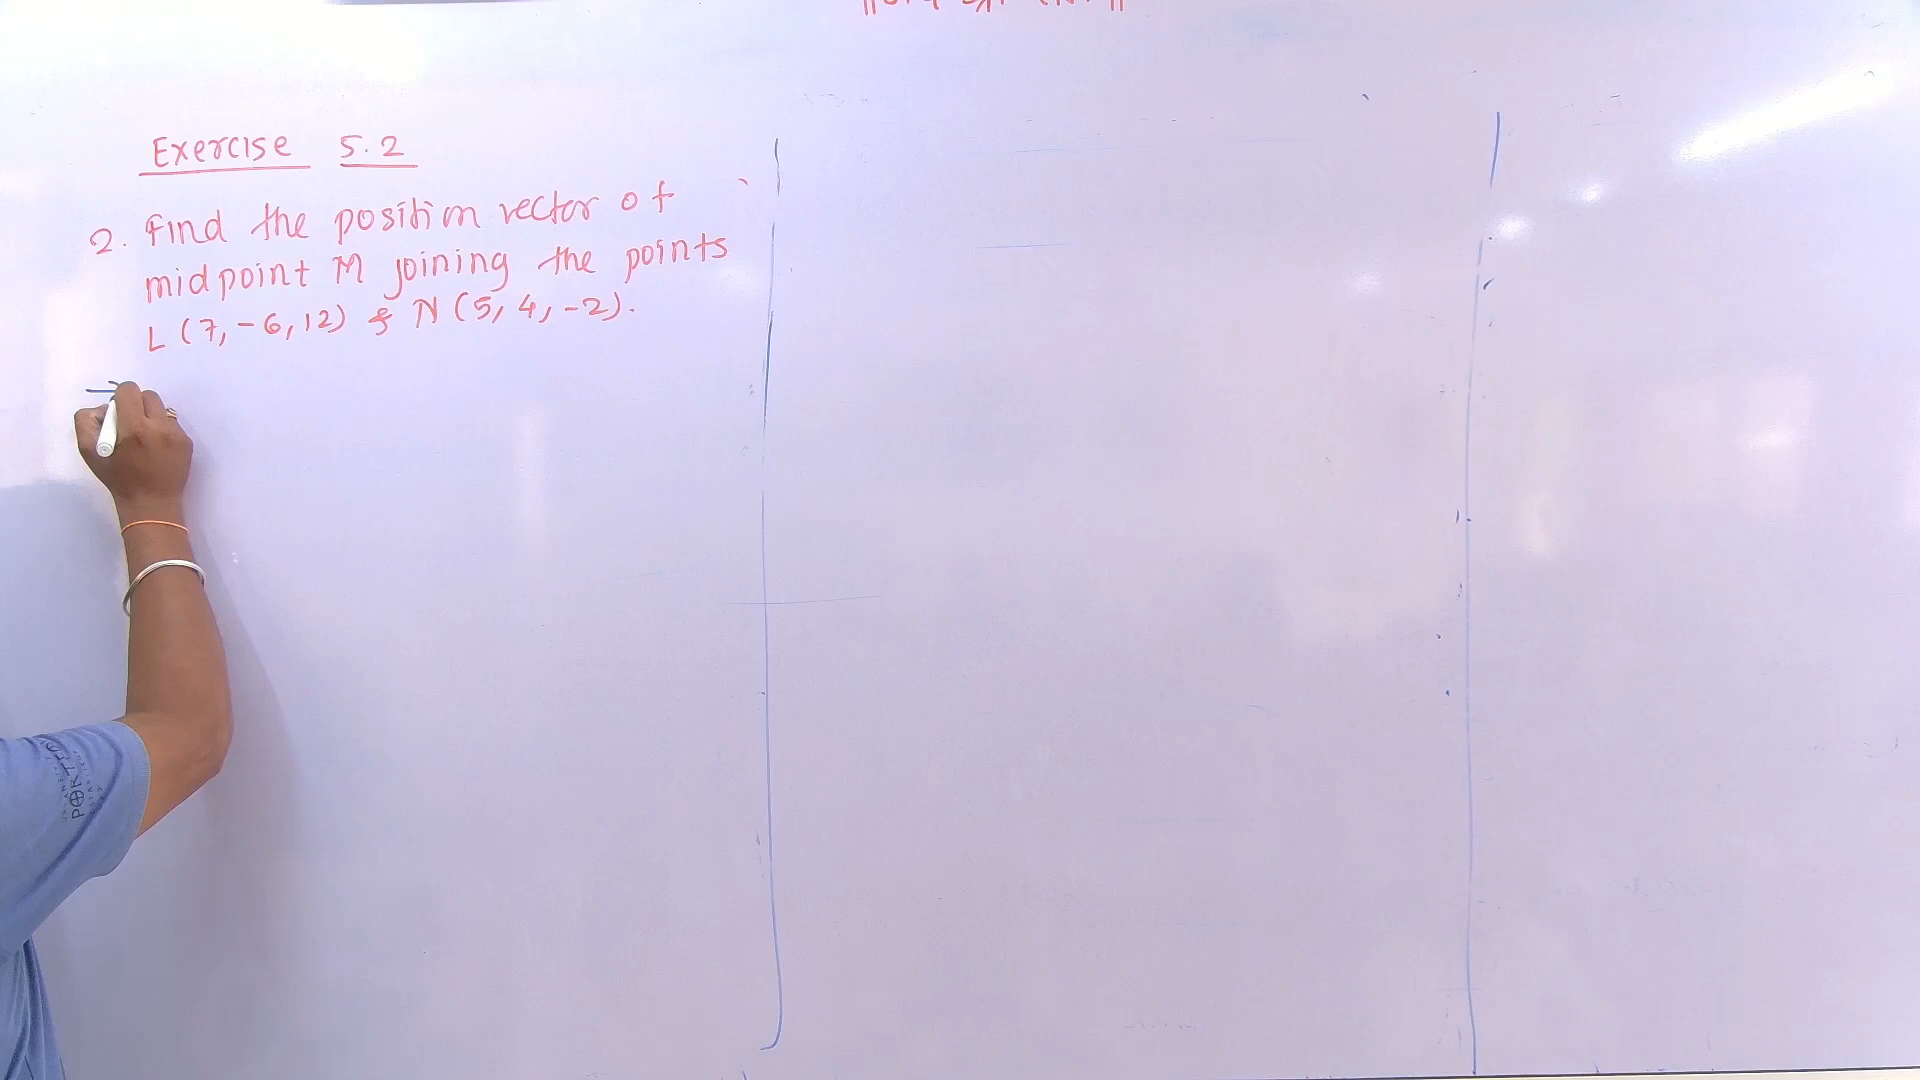 Exercise 5.2
2. Find the position vector of
midpoint M joining the points
L (7, -6, 12) & N (5, 4, -2).
PORT